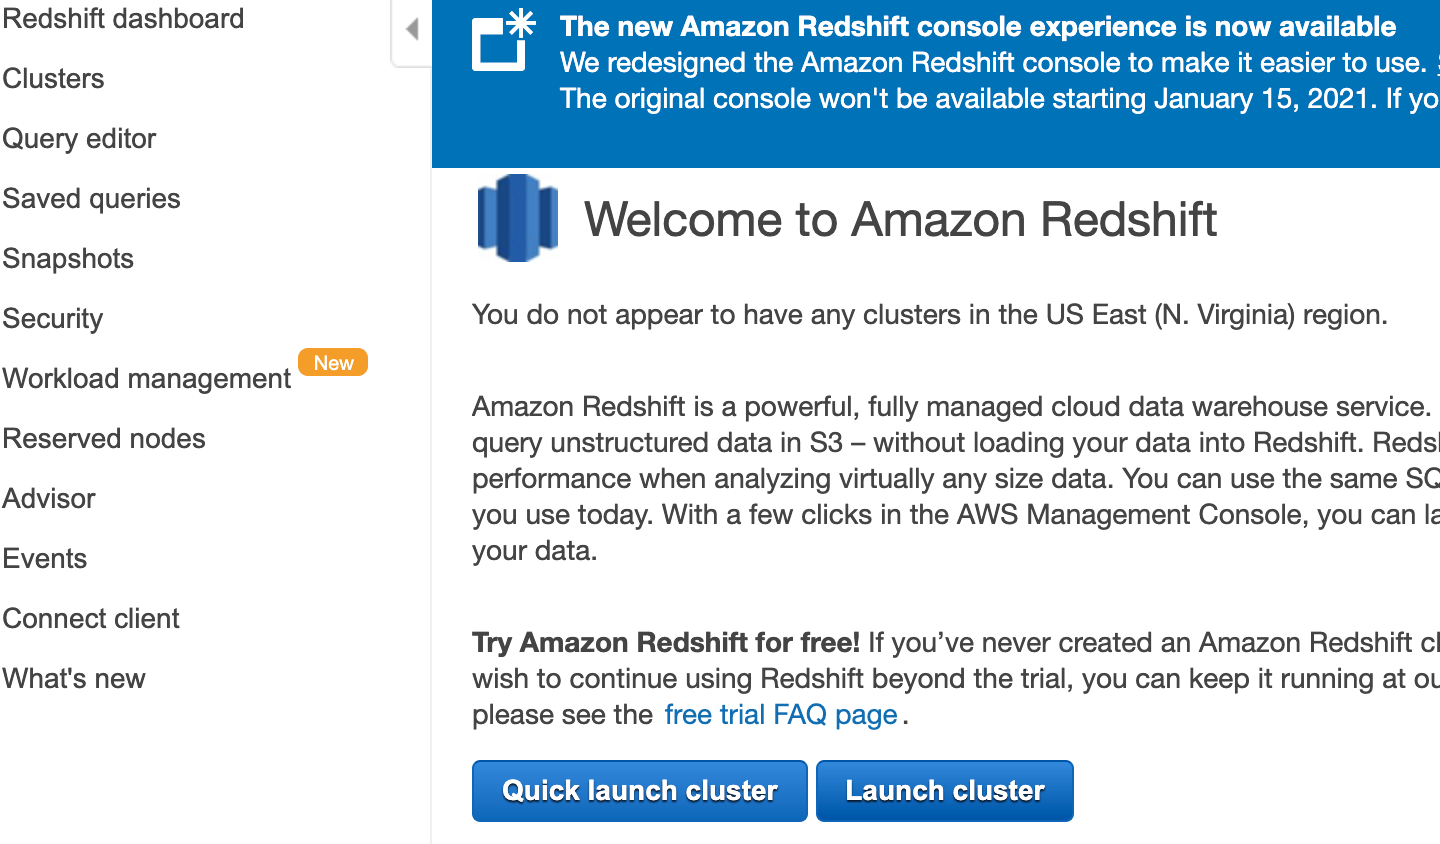 Redshift dashboard
Clusters
Query editor
Saved queries
Snapshots
Security
Workload management New
Reserved nodes
Advisor
Events
Connect client
What's new
The new Amazon Redshift console experience is now available
We redesigned the Amazon Redshift console to make it easier to use.
The original console won't be available starting January 15, 2021. If yo
Welcome to Amazon Redshift
You do not appear to have any clusters in the US East (N. Virginia) region.
Amazon Redshift is a powerful, fully managed cloud data warehouse service.
query unstructured data in S3 – without loading your data into Redshift. Reds
performance when analyzing virtually any size data. You can use the same SQ
you use today. With a few clicks in the AWS Management Console, you can la
your data.
Try Amazon Redshift for free! If you’ve never created an Amazon Redshift cl
wish to continue using Redshift beyond the trial, you can keep it running at ou
please see the free trial FAQ page .
Quick launch cluster
Launch cluster